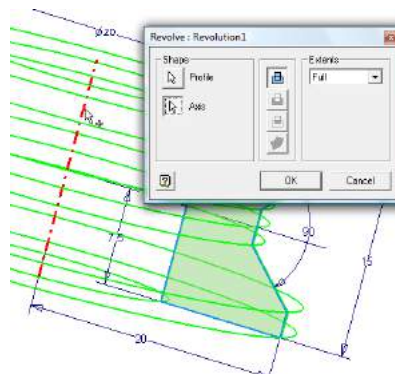 ø20
Revolve : Revolution1
Shape
Profile
Axis
Extents
Full
OK
Cancel
7.5
90
15
20